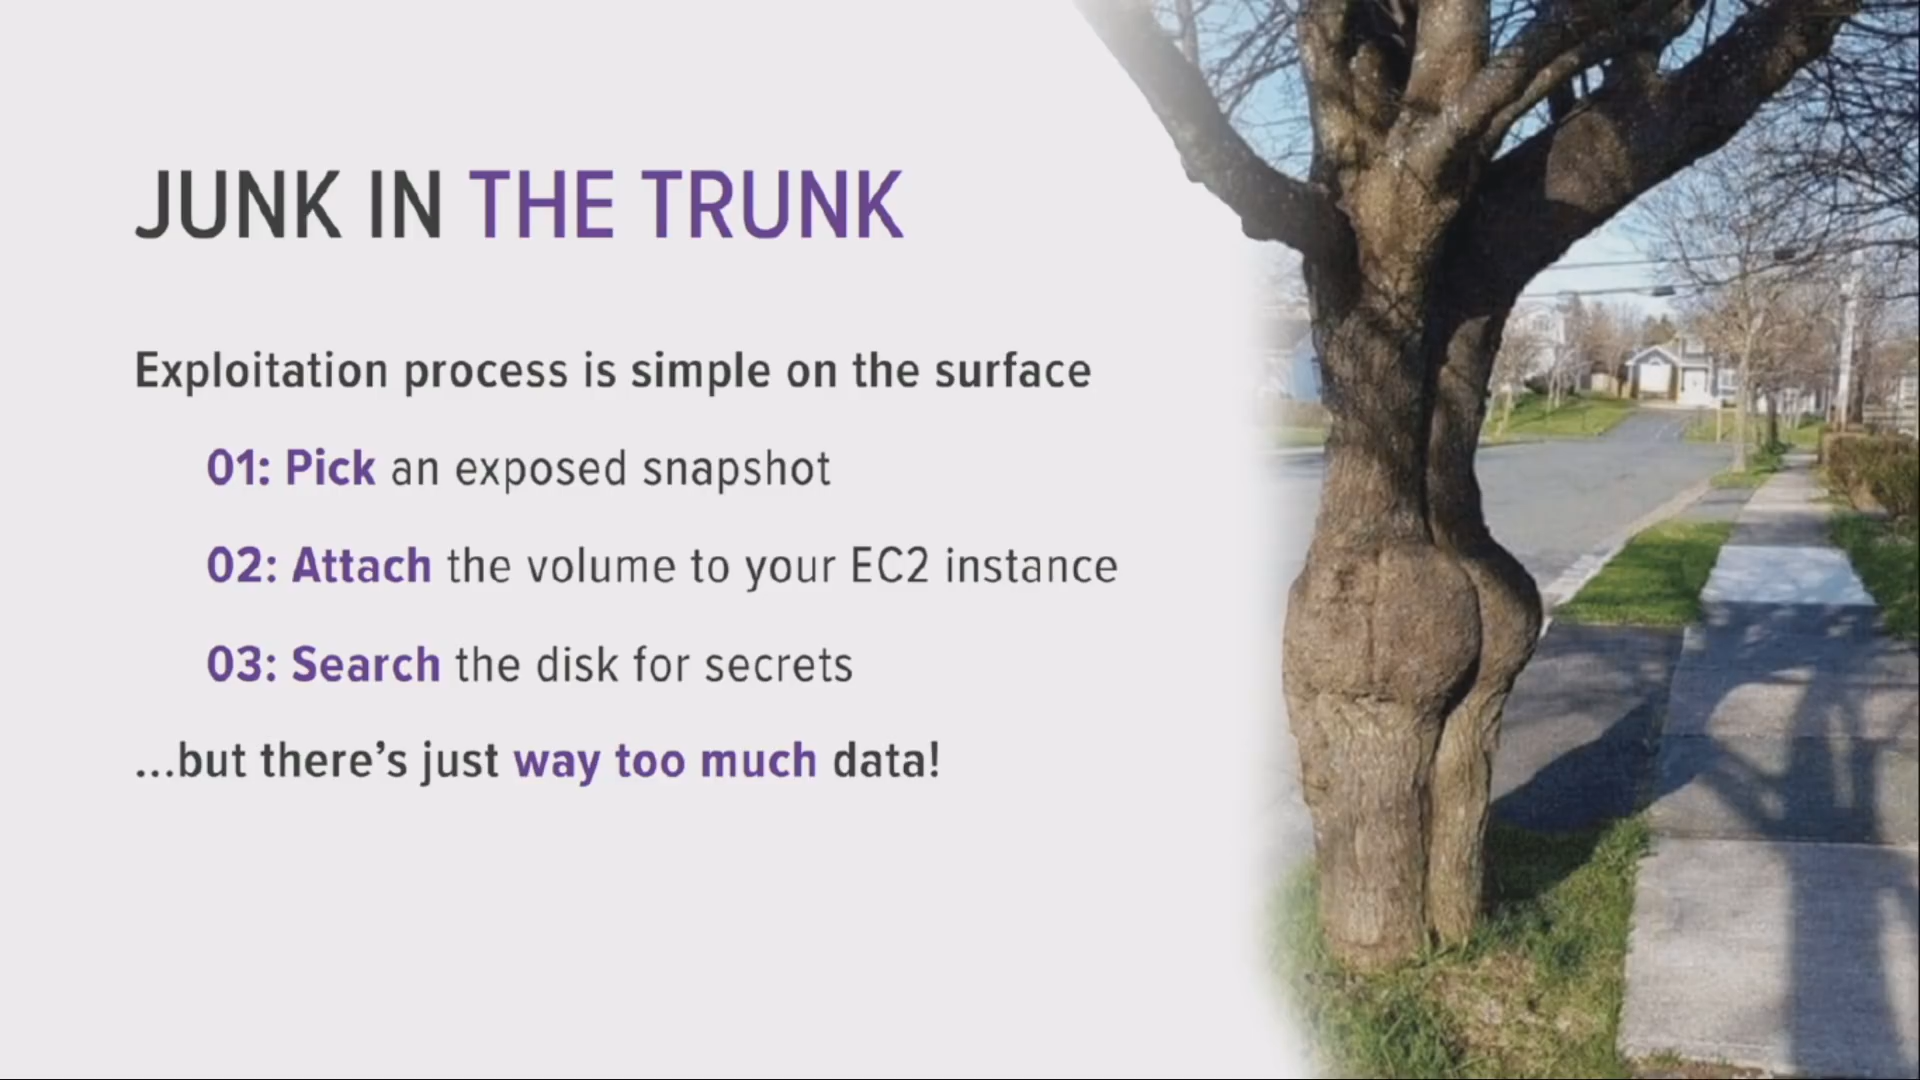 JUNK IN THE TRUNK
Exploitation process is simple on the surface
01: Pick an exposed snapshot
02: Attach the volume to your EC2 instance
03: Search the disk for secrets
...but there's just way too much data!